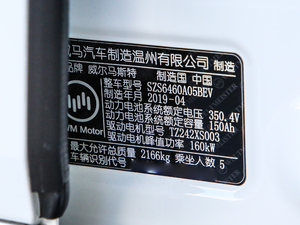 马汽车制造温州有限公司 制造
品牌 威尔马斯特 制造国 中国
整车型号 SZS6460A05BEV
制造年月 2019-04
动力电池系统额定电压 350.4V
动力电池系统额定容量 150Ah
驱动电机型号 TZ242XS003
驱动电机峰值功率 160kW
最大允许总质量 2166kg 乘坐人数 5
车辆识别代号
WM Motor